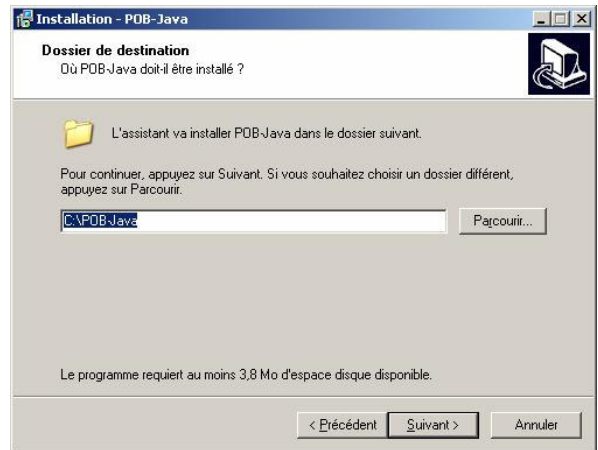 Installation - POB-Java
Dossier de destination
Où POB-Java doit-il être installé ?
L'assistant va installer POB-Java dans le dossier suivant.
Pour continuer, appuyez sur Suivant. Si vous souhaitez choisir un dossier différent,
appuyez sur Parcourir.
C:\POB-Java
Parcourir...
Le programme requiert au moins 3,8 Mo d'espace disque disponible.
< Précédent
Suivant >
Annuler